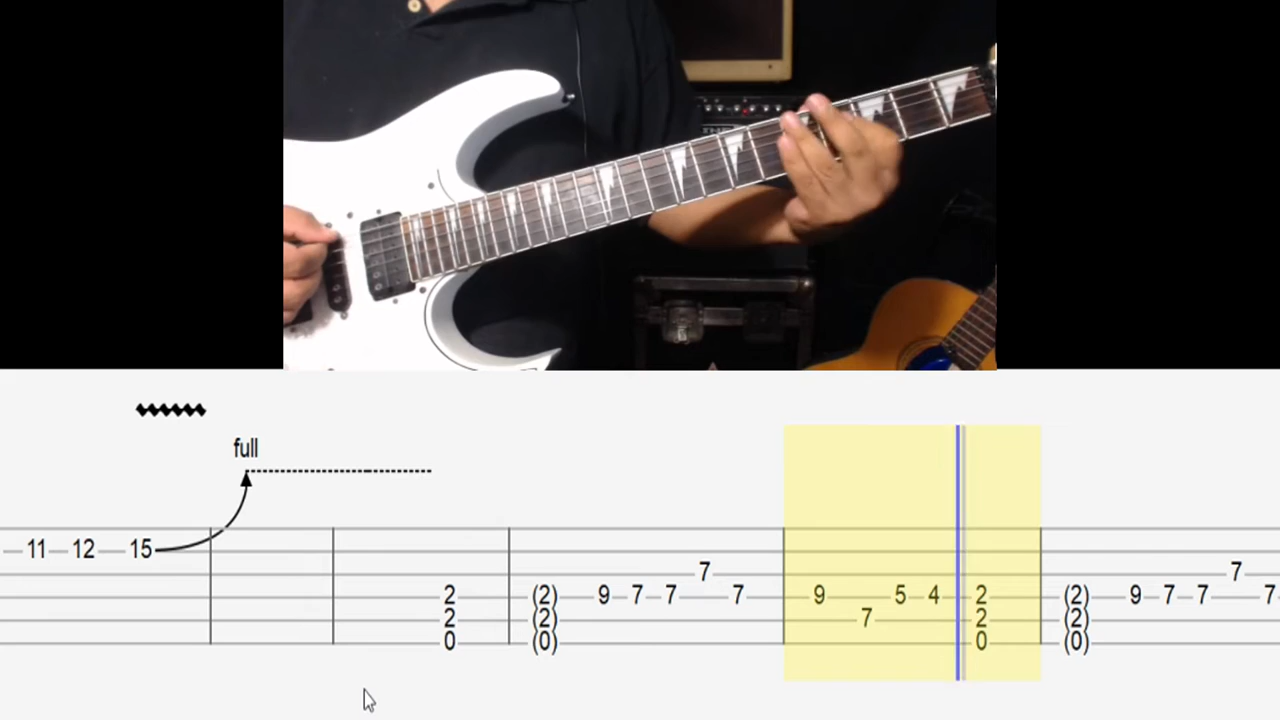 full
11 12 15
7 7
2 (2) 9 7 7 7 9 5 4 2 (2) 9 7 7 7
2 (2) 7 2 (2)
0 (0) 0 (0)